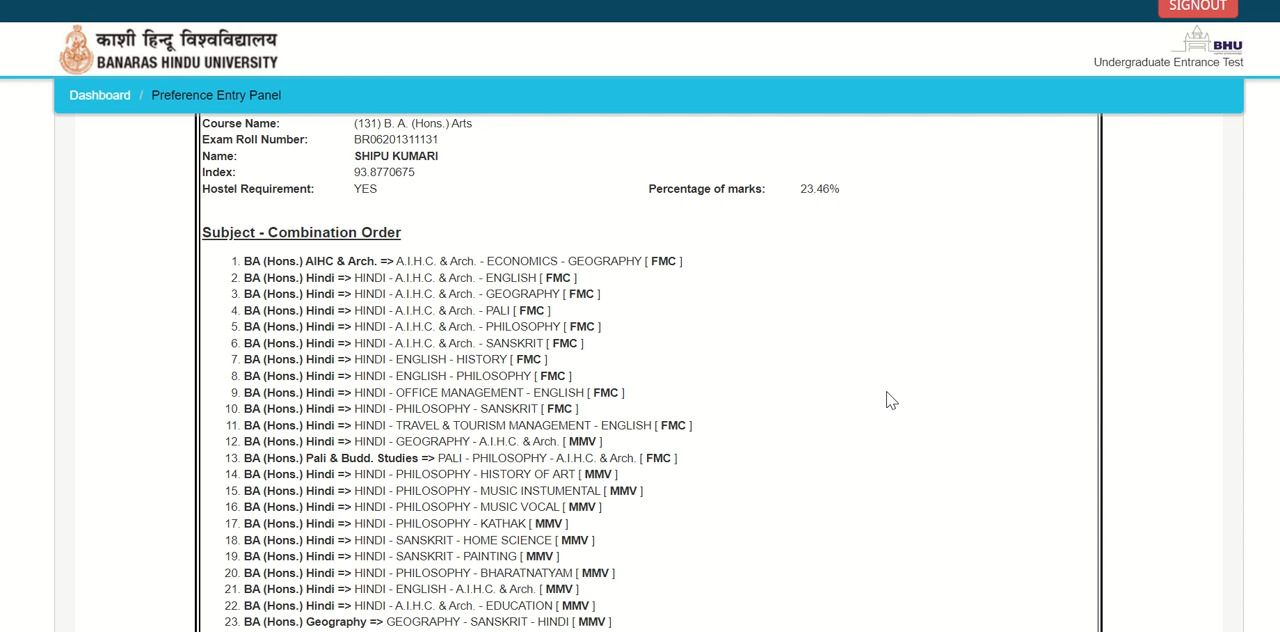 SIGNOUT
काशी हिन्दू विश्वविद्यालय
BANARAS HINDU UNIVERSITY
BHU
Undergraduate Entrance Test
Dashboard / Preference Entry Panel
Course Name: (131) B. A. (Hons.) Arts
Exam Roll Number: BR06201311131
Name: SHIPU KUMARI
Index: 93.8770675
Hostel Requirement: YES Percentage of marks: 23.46%
Subject - Combination Order
1. BA (Hons.) AIHC & Arch. => A.I.H.C. & Arch. - ECONOMICS - GEOGRAPHY [ FMC ]
2. BA (Hons.) Hindi => HINDI - A.I.H.C. & Arch. - ENGLISH [ FMC ]
3. BA (Hons.) Hindi => HINDI - A.I.H.C. & Arch. - GEOGRAPHY [ FMC ]
4. BA (Hons.) Hindi => HINDI - A.I.H.C. & Arch. - PALI [ FMC ]
5. BA (Hons.) Hindi => HINDI - A.I.H.C. & Arch. - PHILOSOPHY [ FMC ]
6. BA (Hons.) Hindi => HINDI - A.I.H.C. & Arch. - SANSKRIT [ FMC ]
7. BA (Hons.) Hindi => HINDI - ENGLISH - HISTORY [ FMC ]
8. BA (Hons.) Hindi => HINDI - ENGLISH - PHILOSOPHY [ FMC ]
9. BA (Hons.) Hindi => HINDI - OFFICE MANAGEMENT - ENGLISH [ FMC ]
10. BA (Hons.) Hindi => HINDI - PHILOSOPHY - SANSKRIT [ FMC ]
11. BA (Hons.) Hindi => HINDI - TRAVEL & TOURISM MANAGEMENT - ENGLISH [ FMC ]
12. BA (Hons.) Hindi => HINDI - GEOGRAPHY - A.I.H.C. & Arch. [ MMV ]
13. BA (Hons.) Pali & Budd. Studies => PALI - PHILOSOPHY - A.I.H.C. & Arch. [ FMC ]
14. BA (Hons.) Hindi => HINDI - PHILOSOPHY - HISTORY OF ART [ MMV ]
15. BA (Hons.) Hindi => HINDI - PHILOSOPHY - MUSIC INSTUMENTAL [ MMV ]
16. BA (Hons.) Hindi => HINDI - PHILOSOPHY - MUSIC VOCAL [ MMV ]
17. BA (Hons.) Hindi => HINDI - PHILOSOPHY - KATHAK [ MMV ]
18. BA (Hons.) Hindi => HINDI - SANSKRIT - HOME SCIENCE [ MMV ]
19. BA (Hons.) Hindi => HINDI - SANSKRIT - PAINTING [ MMV ]
20. BA (Hons.) Hindi => HINDI - PHILOSOPHY - BHARATNATYAM [ MMV ]
21. BA (Hons.) Hindi => HINDI - ENGLISH - A.I.H.C. & Arch. [ MMV ]
22. BA (Hons.) Hindi => HINDI - A.I.H.C. & Arch. - EDUCATION [ MMV ]
23. BA (Hons.) Geography => GEOGRAPHY - SANSKRIT - HINDI [ MMV ]